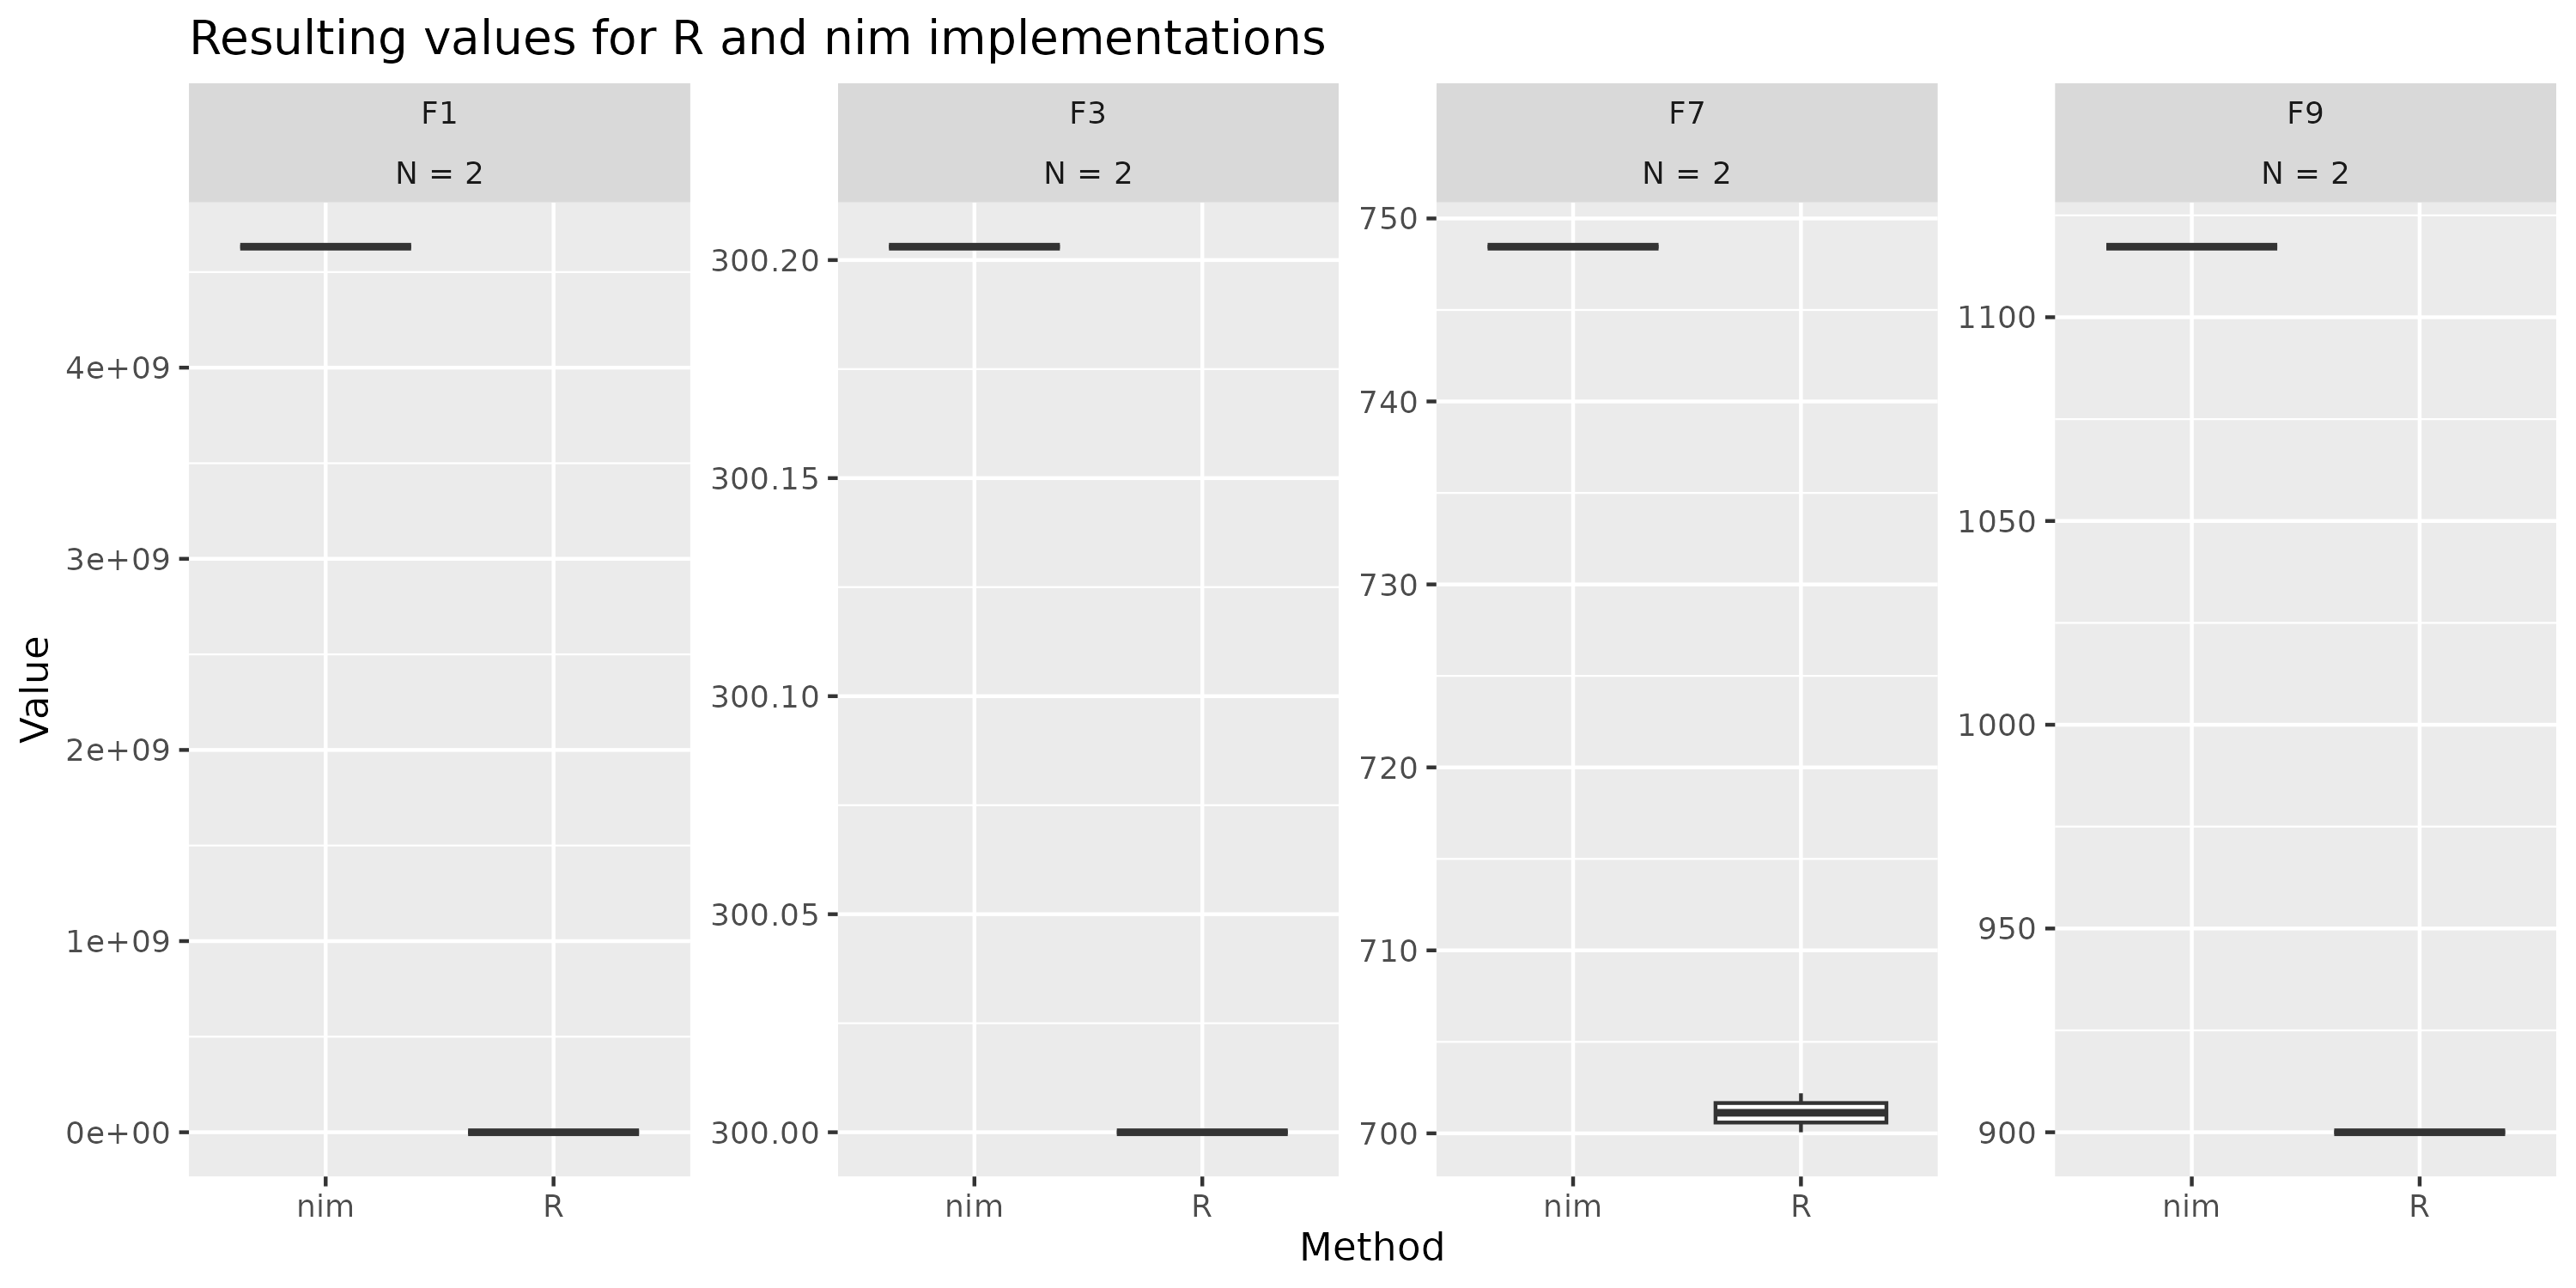 Resulting values for R and nim implementations
F1
N = 2
F3
N = 2
F7
N = 2
F9
N = 2
Value
4e+09
3e+09
2e+09
1e+09
0e+00
300.20
300.15
300.10
300.05
300.00
750
740
730
720
710
700
1100
1050
1000
950
900
nim R
nim R
nim R
nim R
Method